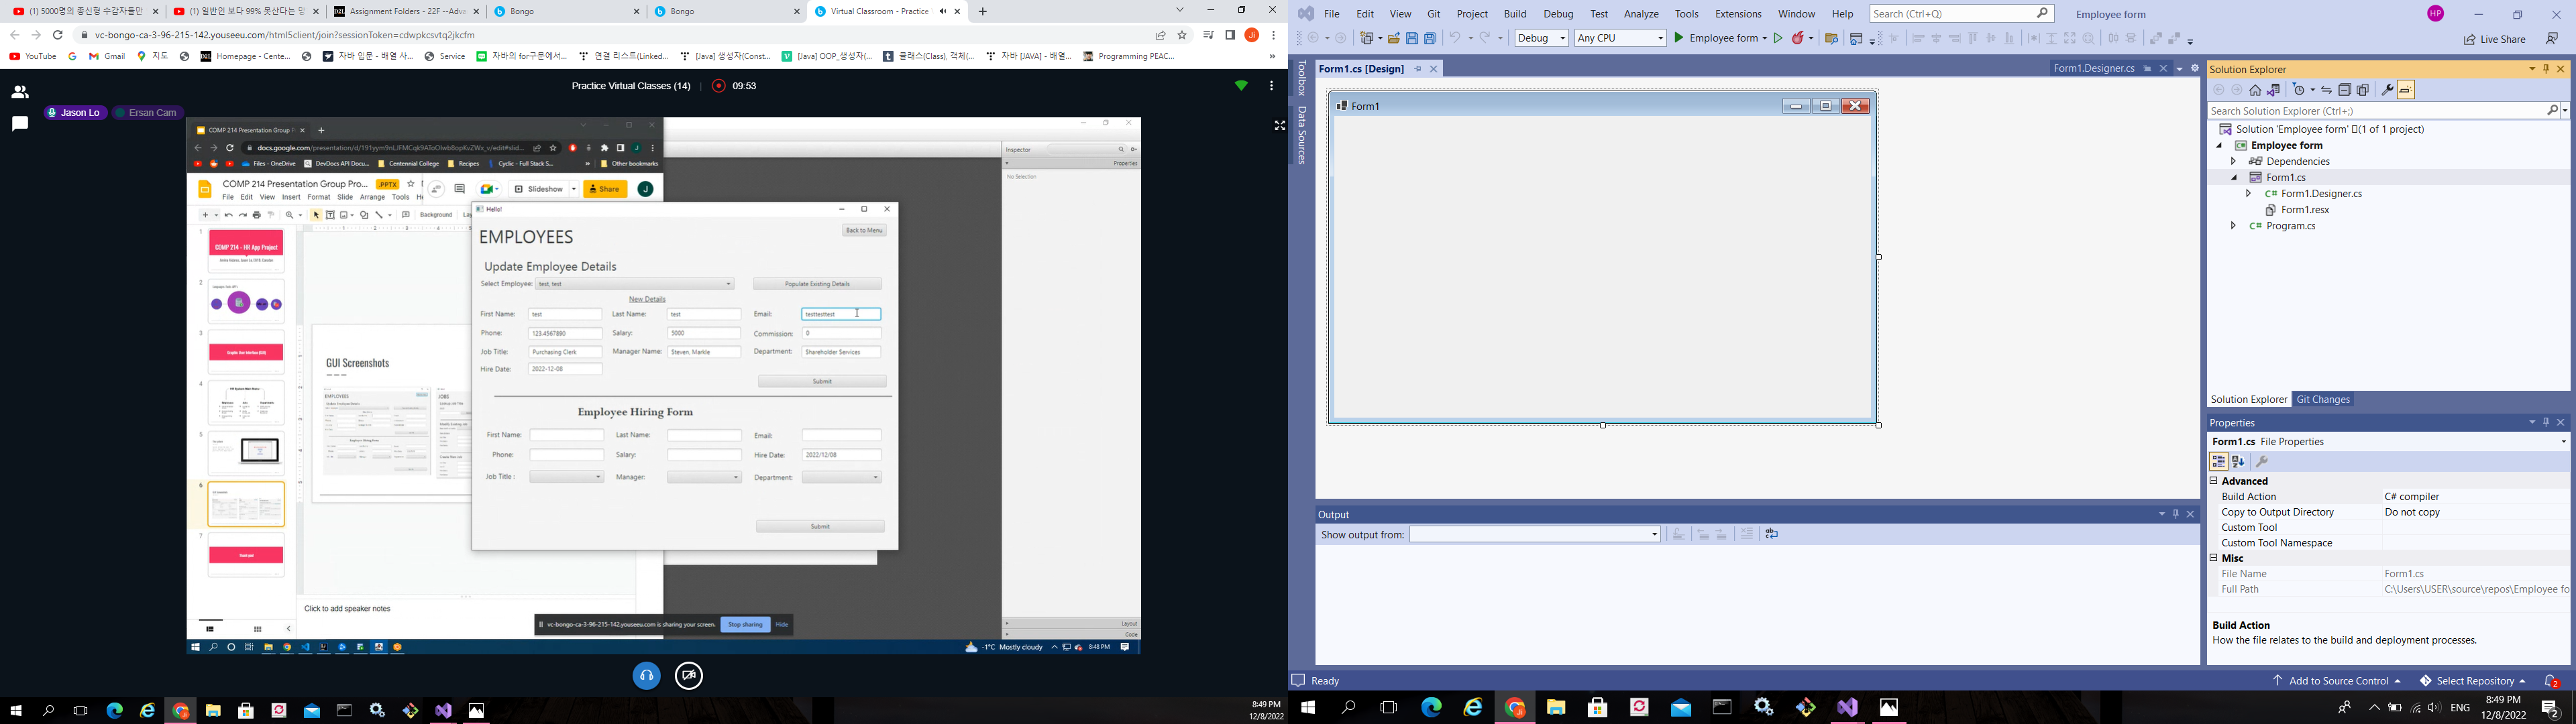 (1) 5000명의 종신형 수감자들만
(1) 일반인 보다 99% 못산다는 망
Assignment Folders - 22F --Adva
Bongo
Bongo
Virtual Classroom - Practice
vc-bongo-ca-3-96-215-142.youseeu.com/html5client/join?sessionToken=cdwpkcsvtq2jkcfm
YouTube
Gmail
지도
Homepage - Cente...
자바 입문 - 배열 사...
Service
자바의 for구문에서...
연결 리스트(Linked...
[Java] 생성자(Const...
[Java] OOP_생성자(...
클래스(Class), 객체(...
자바 [JAVA] - 배열...
Programming PEAC...
Practice Virtual Classes (14)
09:53
Jason Lo
Ersan Cam
COMP 214 Presentation Group P
docs.google.com/presentation/d/191yym9nLIFMCqk9AToOlwb8opKvZWx_v/edit#slid...
Files - OneDrive
DevDocs API Docu...
Centennial College
Recipes
Cyclic - Full Stack S...
Other bookmarks
COMP 214 Presentation Group Pro...
.PPTX
Slideshow
Share
J
File Edit View Insert Format Slide Arrange Tools He
Background
Lay
1
COMP 214 - HR App Project
2
3
4
5
6
7
GUI Screenshots
Click to add speaker notes
Inspector
Properties
No Selection
Layout
Code
Hello!
EMPLOYEES
Back to Menu
Update Employee Details
Select Employee: test, test
Populate Existing Details
New Details
First Name: test
Last Name: test
Email: testtesttest
Phone: 123.4567890
Salary: 5000
Commission: 0
Job Title: Purchasing Clerk
Manager Name: Steven, Markle
Department: Shareholder Services
Hire Date: 2022-12-08
Submit
Employee Hiring Form
First Name:
Last Name:
Email:
Phone:
Salary:
Hire Date: 2022/12/08
Job Title :
Manager:
Department:
Submit
vc-bongo-ca-3-96-215-142.youseeu.com is sharing your screen.
Stop sharing
Hide
-1°C Mostly cloudy
8:48 PM
8:49 PM
12/8/2022
File Edit View Git Project Build Debug Test Analyze Tools Extensions Window Help
Search (Ctrl+Q)
Employee form
HP
Debug
Any CPU
Employee form
Live Share
Toolbox
Data Sources
Form1.cs [Design]
Form1.Designer.cs
Form1
Output
Show output from:
Solution Explorer
Search Solution Explorer (Ctrl+;)
Solution 'Employee form' (1 of 1 project)
Employee form
Dependencies
Form1.cs
Form1.Designer.cs
Form1.resx
Program.cs
Solution Explorer
Git Changes
Properties
Form1.cs File Properties
Advanced
Build Action C# compiler
Copy to Output Directory Do not copy
Custom Tool
Custom Tool Namespace
Misc
File Name Form1.cs
Full Path C:\Users\USER\source\repos\Employee fo
Build Action
How the file relates to the build and deployment processes.
Ready
Add to Source Control
Select Repository
2
ENG
8:49 PM
12/8/2022
2